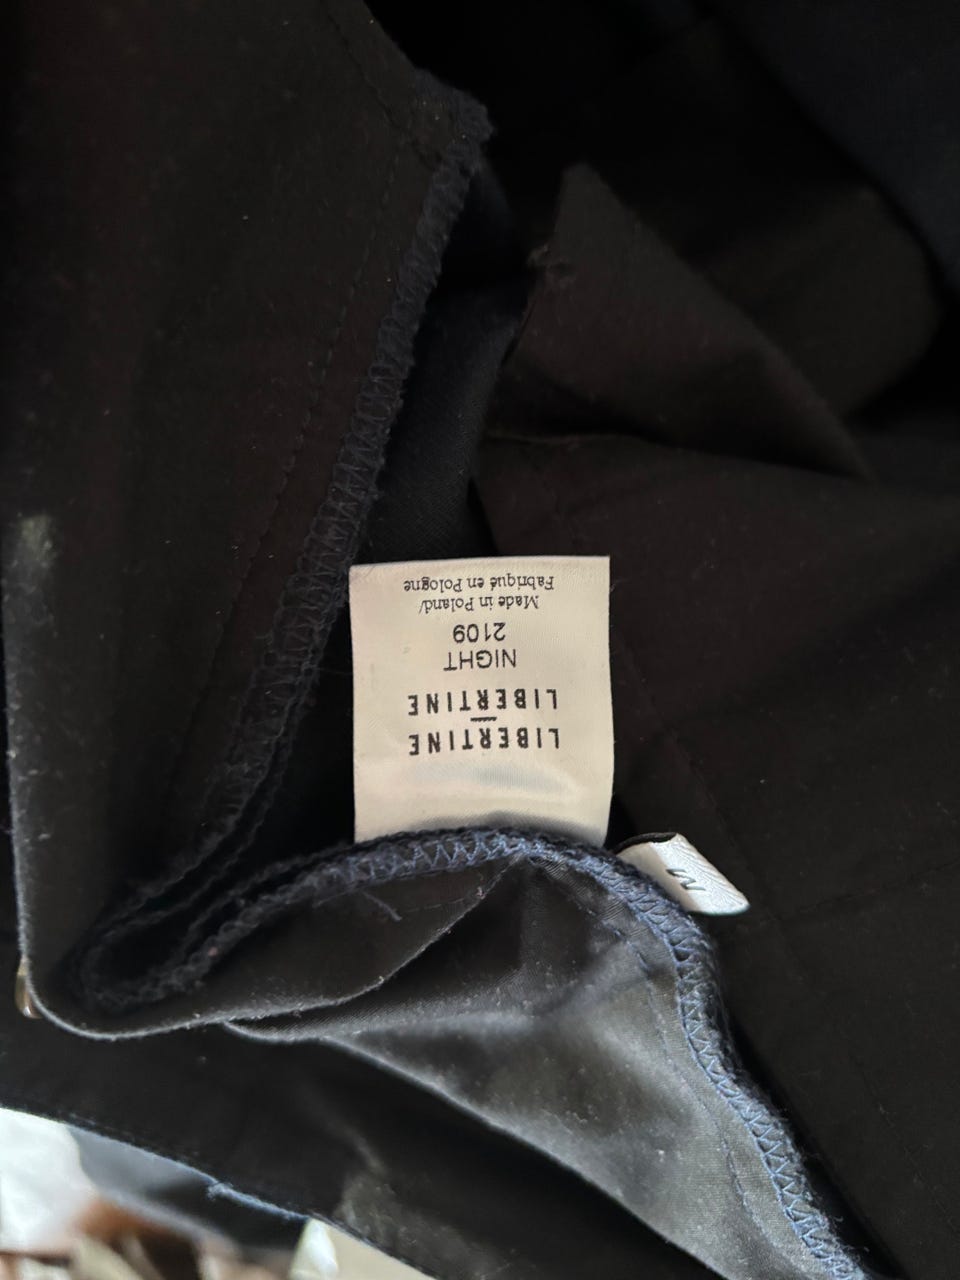 LIBERTINE
LIBERTINE
NIGHT
2109
Made in Poland/
Fabriqué en Pologne